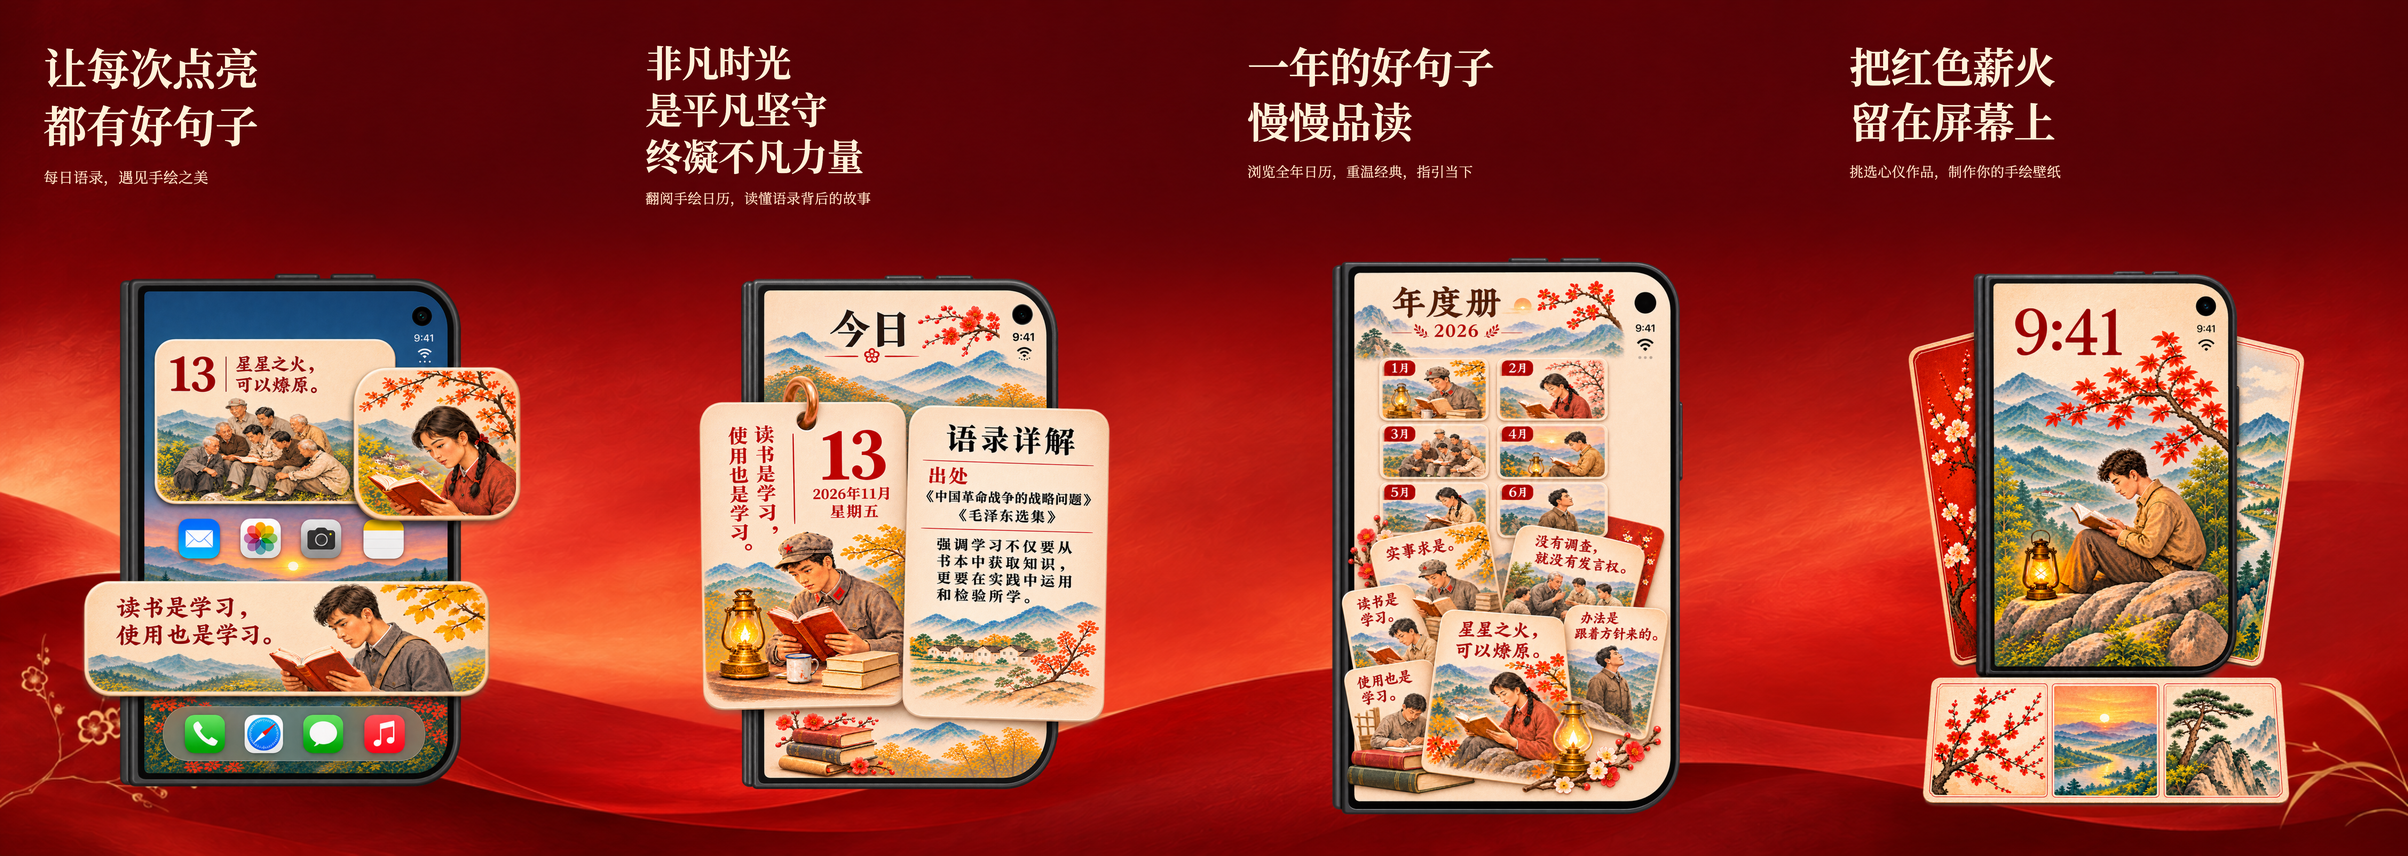 让每次点亮
都有好句子
每日语录，遇见手绘之美
9:41
13
星星之火，
可以燎原。
读书是学习，
使用也是学习。
非凡时光
是平凡坚守
终凝不凡力量
翻阅手绘日历，读懂语录背后的故事
今日
9:41
读书是学习，
使用也是学习。
13
2026年11月
星期五
语录详解
出处
《中国革命战争的战略问题》
《毛泽东选集》
强调学习不仅要从
书本中获取知识，
更要在实践中运用
和检验所学。
一年的好句子
慢慢品读
浏览全年日历，重温经典，指引当下
年度册
2026
9:41
1月
2月
3月
4月
5月
6月
实事求是。
没有调查，
就没有发言权。
读书是
学习。
星星之火，
可以燎原。
办法是
跟着方针来的。
使用也是
学习。
把红色薪火
留在屏幕上
挑选心仪作品，制作你的手绘壁纸
9:41
9:41